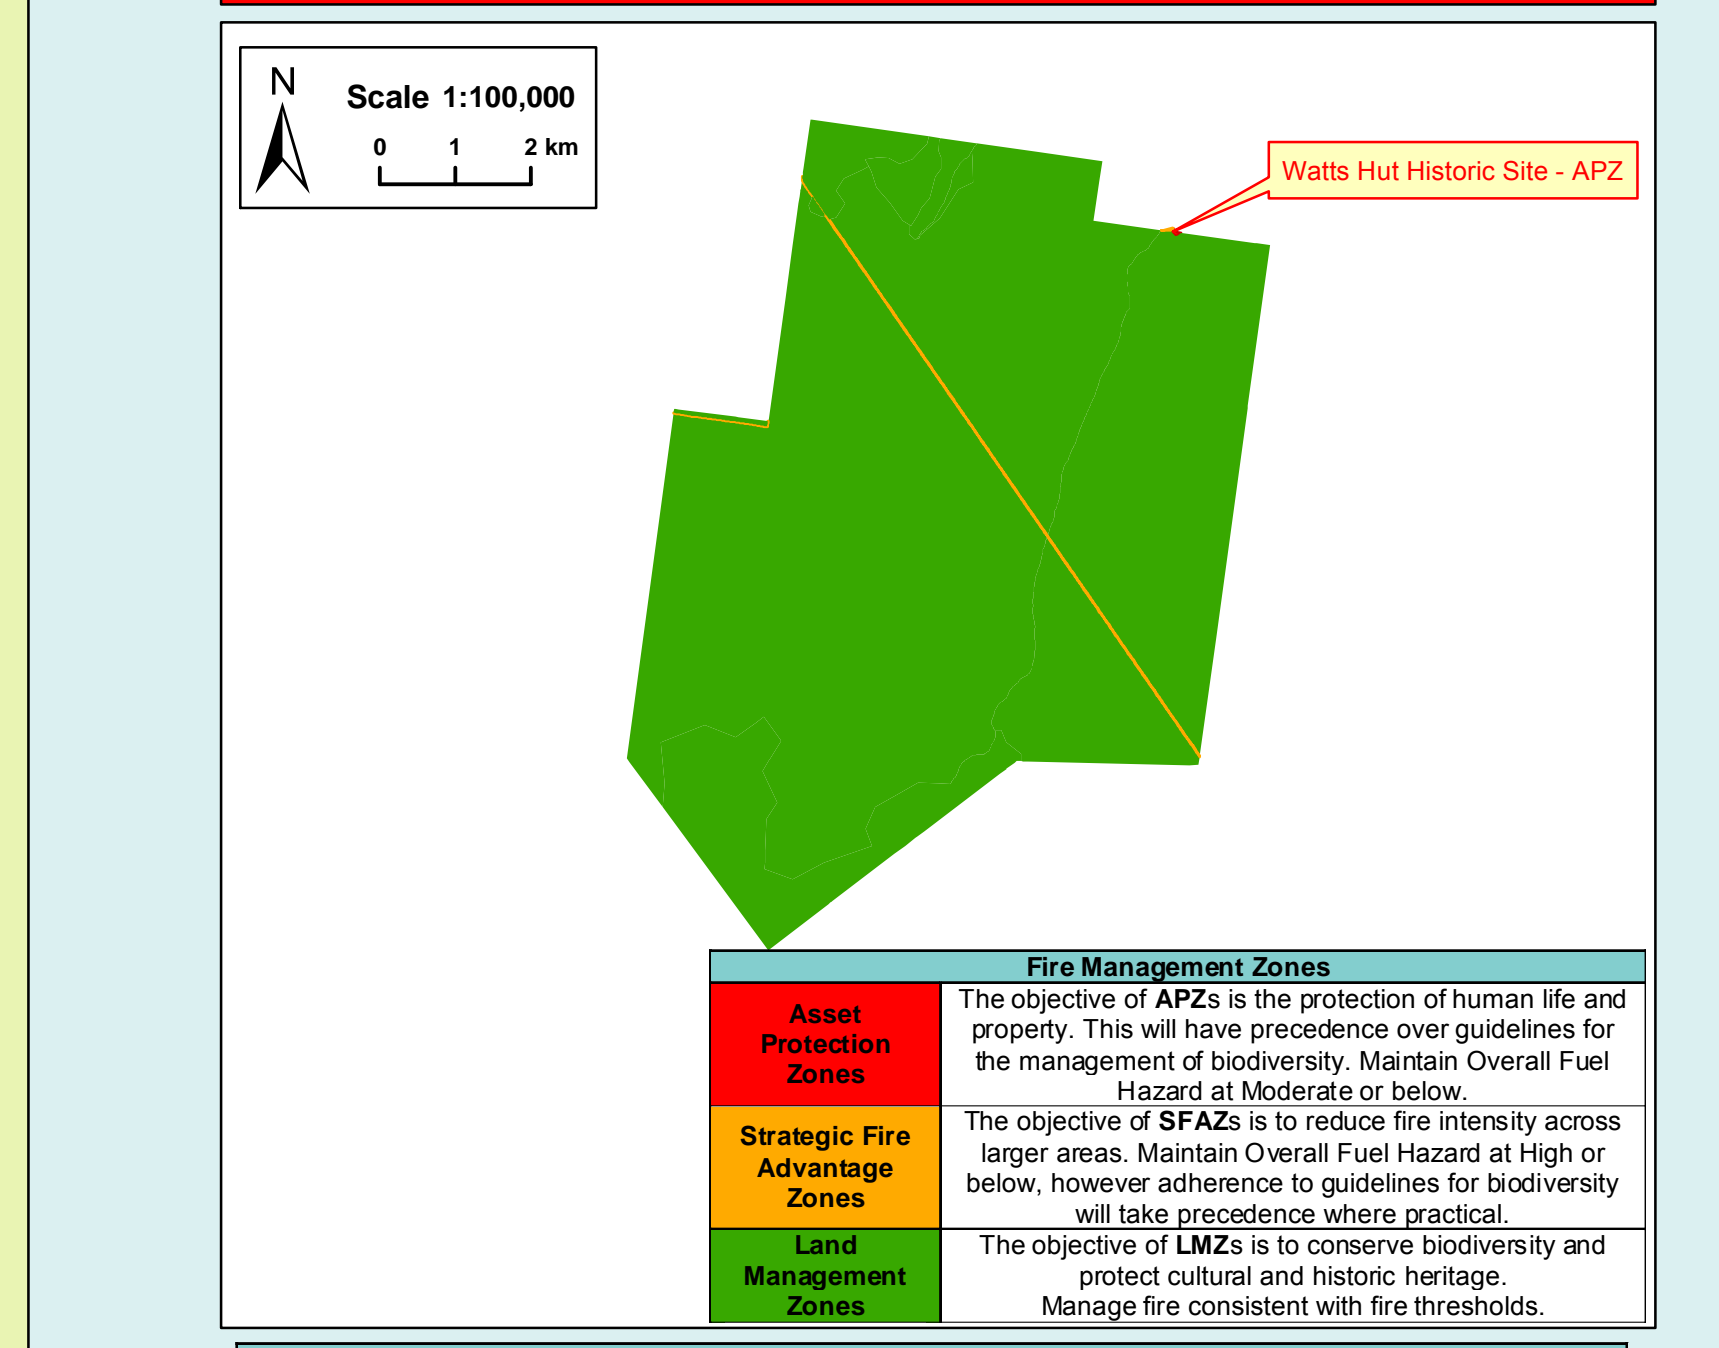 N
Scale 1:100,000
0 1 2 km
Watts Hut Historic Site - APZ
Fire Management Zones
Asset
Protection
Zones
The objective of APZs is the protection of human life and
property. This will have precedence over guidelines for
the management of biodiversity. Maintain Overall Fuel
Hazard at Moderate or below.
Strategic Fire
Advantage
Zones
The objective of SFAZs is to reduce fire intensity across
larger areas. Maintain Overall Fuel Hazard at High or
below, however adherence to guidelines for biodiversity
will take precedence where practical.
Land
Management
Zones
The objective of LMZs is to conserve biodiversity and
protect cultural and historic heritage.
Manage fire consistent with fire thresholds.